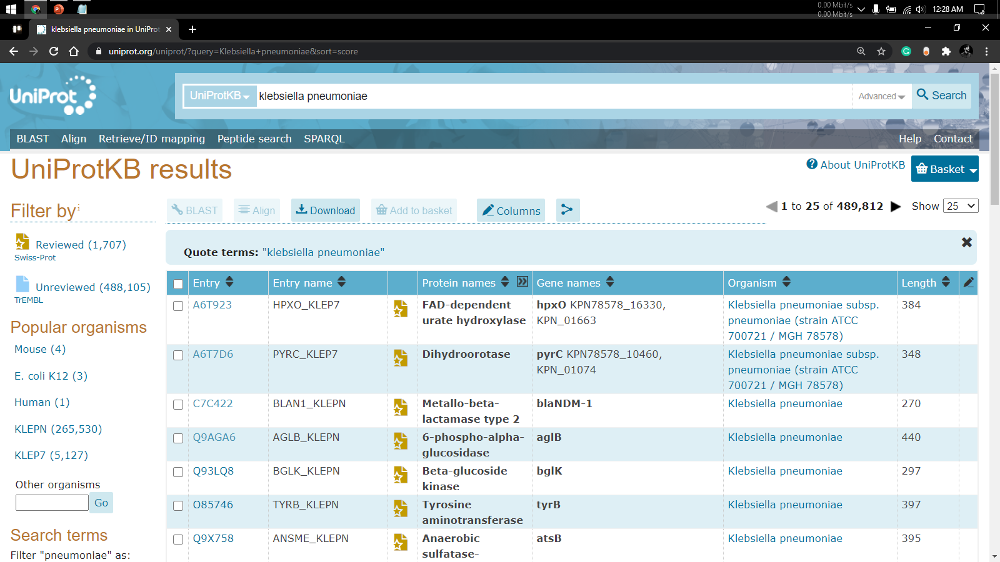 0.00 Mbit/s
0.00 Mbit/s
12:28 AM
klebsiella pneumoniae in UniProt
uniprot.org/uniprot/?query=Klebsiella+pneumoniae&sort=score
UniProt
UniProtKB
klebsiella pneumoniae
Advanced
Search
BLAST Align Retrieve/ID mapping Peptide search SPARQL
Help Contact
UniProtKB results
About UniProtKB
Basket
Filter by i
BLAST Align Download Add to basket Columns
1 to 25 of 489,812 Show 25
Reviewed (1,707)
Swiss-Prot
Unreviewed (488,105)
TrEMBL
Popular organisms
Mouse (4)
E. coli K12 (3)
Human (1)
KLEPN (265,530)
KLEP7 (5,127)
Other organisms
Go
Search terms
Filter "pneumoniae" as:
Quote terms: "klebsiella pneumoniae"
Entry Entry name Protein names Gene names Organism Length
A6T923 HPXO_KLEP7 FAD-dependent hpxO KPN78578_16330, Klebsiella pneumoniae subsp. 384
urate hydroxylase KPN_01663 pneumoniae (strain ATCC
700721 / MGH 78578)
A6T7D6 PYRC_KLEP7 Dihydroorotase pyrC KPN78578_10460, Klebsiella pneumoniae subsp. 348
KPN_01074 pneumoniae (strain ATCC
700721 / MGH 78578)
C7C422 BLAN1_KLEPN Metallo-beta- blaNDM-1 Klebsiella pneumoniae 270
lactamase type 2
Q9AGA6 AGLB_KLEPN 6-phospho-alpha- aglB Klebsiella pneumoniae 440
glucosidase
Q93LQ8 BGLK_KLEPN Beta-glucoside bglK Klebsiella pneumoniae 297
kinase
O85746 TYRB_KLEPN Tyrosine tyrB Klebsiella pneumoniae 397
aminotransferase
Q9X758 ANSME_KLEPN Anaerobic atsB Klebsiella pneumoniae 395
sulfatase-